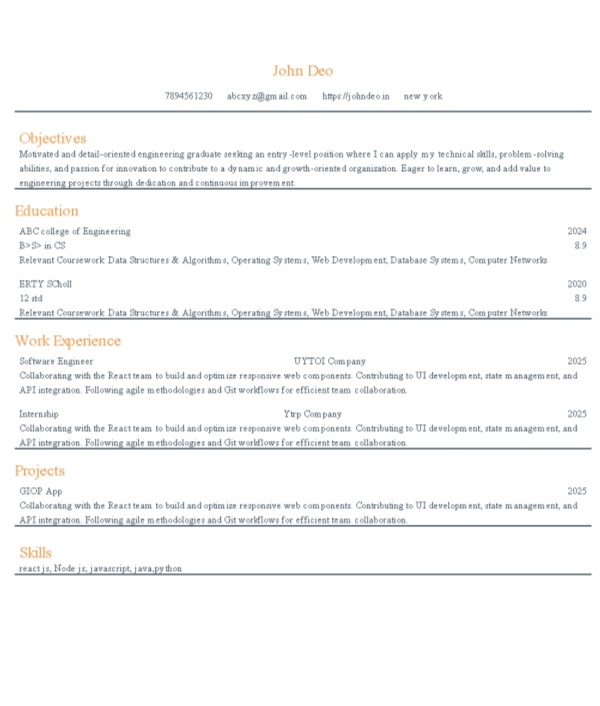 John Deo
7894561230 abcxyz@gmail.com https://johndeo.in new york
Objectives
Motivated and detail-oriented engineering graduate seeking an entry-level position where I can apply my technical skills, problem-solving
abilities, and passion for innovation to contribute to a dynamic and growth-oriented organization. Eager to learn, grow, and add value to
engineering projects through dedication and continuous improvement.
Education
ABC college of Engineering 2024
B>S> in CS 8.9
Relevant Coursework: Data Structures & Algorithms, Operating Systems, Web Development, Database Systems, Computer Networks
ERTY SCholl 2020
12 std 8.9
Relevant Coursework: Data Structures & Algorithms, Operating Systems, Web Development, Database Systems, Computer Networks
Work Experience
Software Engineer UYTOI Company 2025
Collaborating with the React team to build and optimize responsive web components. Contributing to UI development, state management, and
API integration. Following agile methodologies and Git workflows for efficient team collaboration.
Internship Ytrp Company 2025
Collaborating with the React team to build and optimize responsive web components. Contributing to UI development, state management, and
API integration. Following agile methodologies and Git workflows for efficient team collaboration.
Projects
GIOP App 2025
Collaborating with the React team to build and optimize responsive web components. Contributing to UI development, state management, and
API integration. Following agile methodologies and Git workflows for efficient team collaboration.
Skills
react js, Node js, javascript, java,python